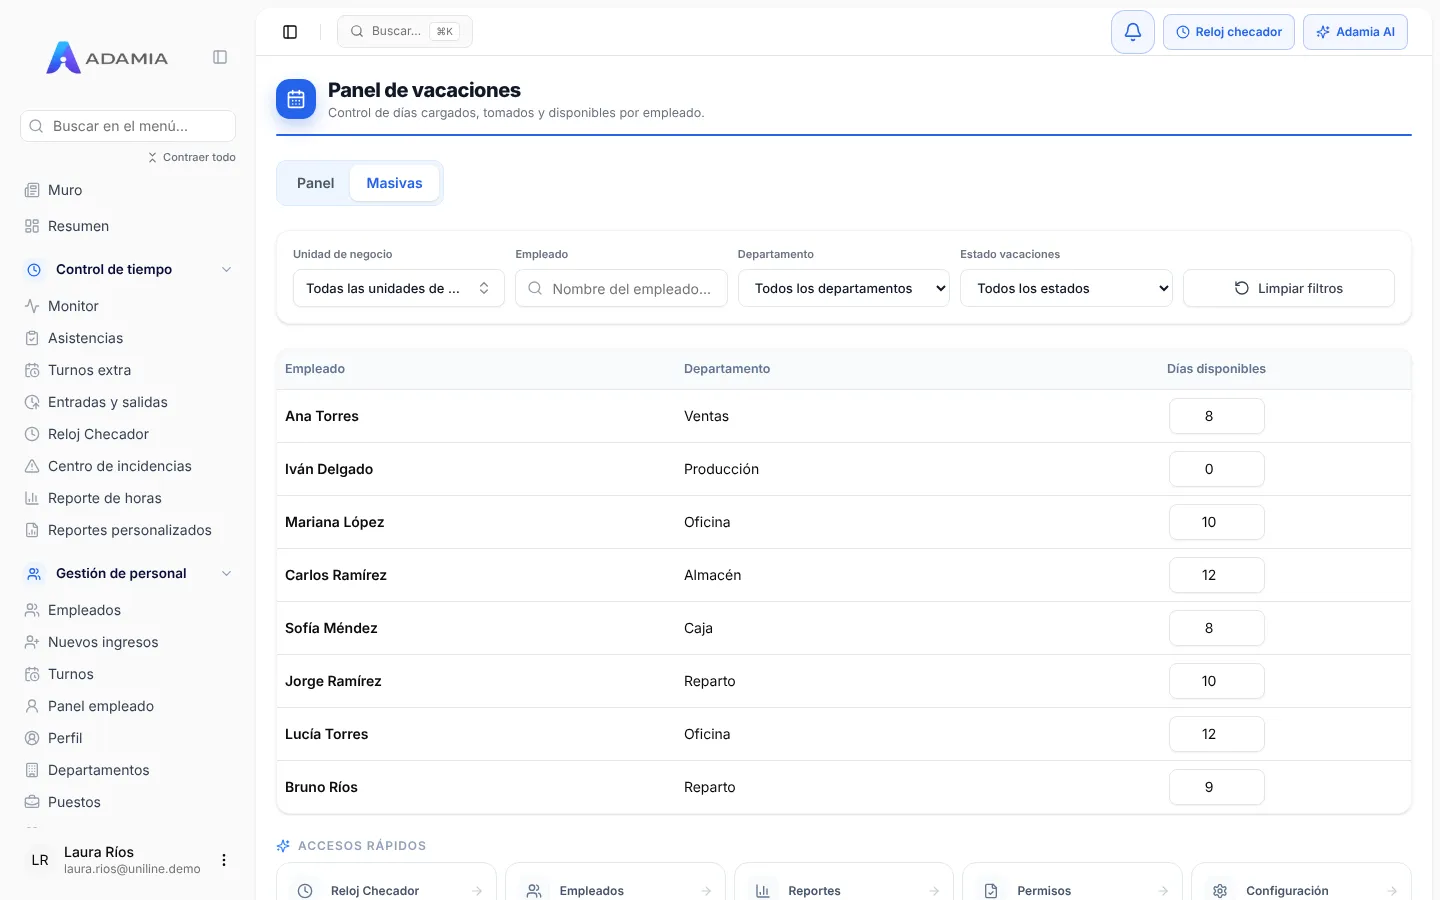 ADAMIA
Buscar en el menú...
Contraer todo
Muro
Resumen
Control de tiempo
Monitor
Asistencias
Turnos extra
Entradas y salidas
Reloj Checador
Centro de incidencias
Reporte de horas
Reportes personalizados
Gestión de personal
Empleados
Nuevos ingresos
Turnos
Panel empleado
Perfil
Departamentos
Puestos
LR
Laura Ríos
laura.rios@uniline.demo
Buscar... ⌘K
Reloj checador
Adamia AI
Panel de vacaciones
Control de días cargados, tomados y disponibles por empleado.
Panel Masivas
Unidad de negocio Empleado Departamento Estado vacaciones
Todas las unidades de ... Nombre del empleado... Todos los departamentos Todos los estados Limpiar filtros
Empleado Departamento Días disponibles
Ana Torres Ventas 8
Iván Delgado Producción 0
Mariana López Oficina 10
Carlos Ramírez Almacén 12
Sofía Méndez Caja 8
Jorge Ramírez Reparto 10
Lucía Torres Oficina 12
Bruno Ríos Reparto 9
ACCESOS RÁPIDOS
Reloj Checador Empleados Reportes Permisos Configuración